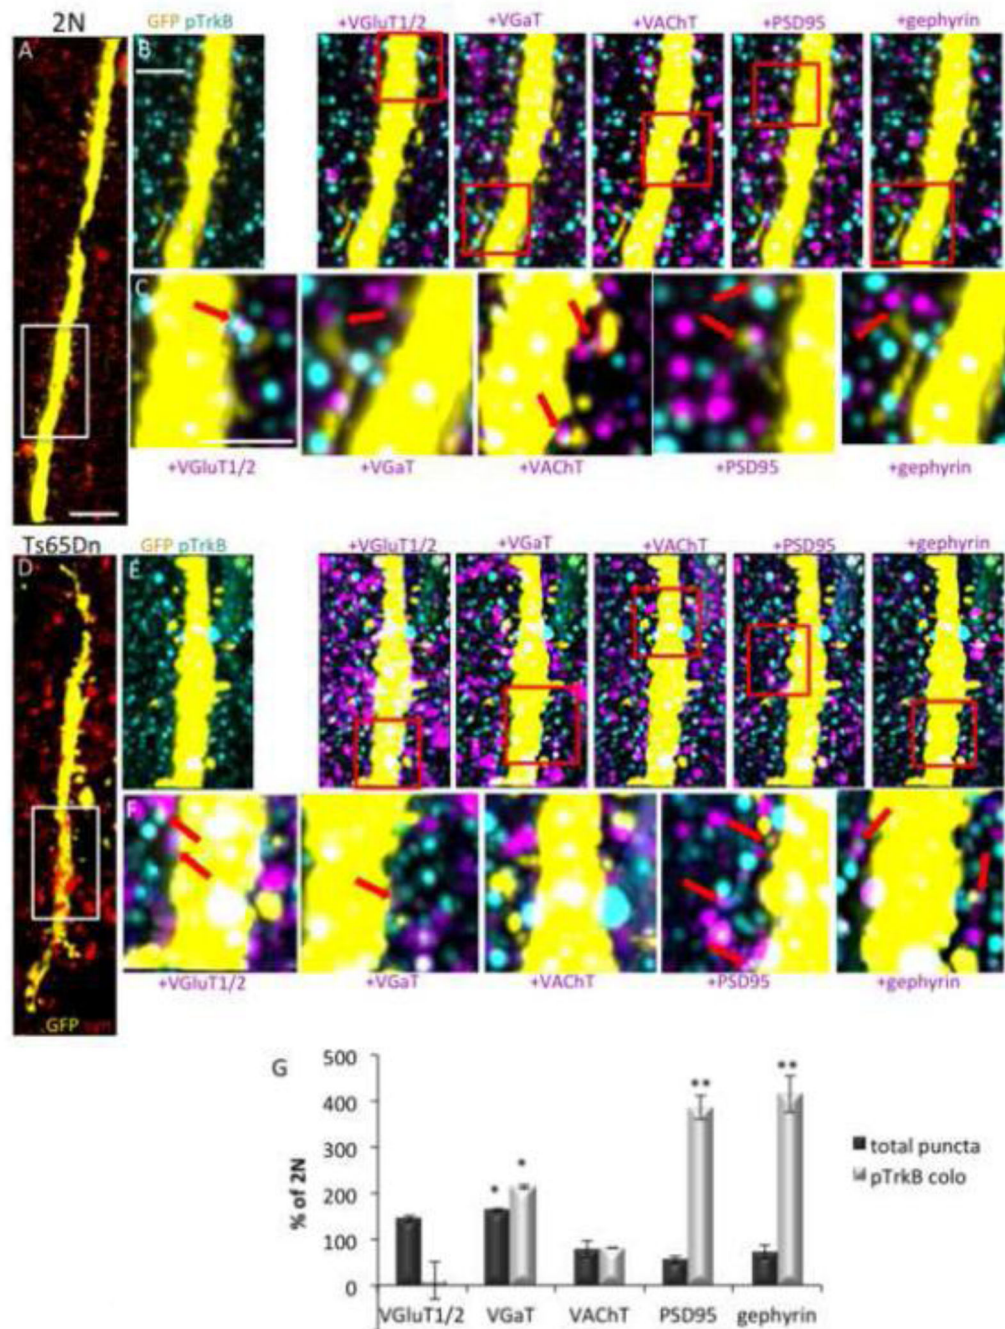 2N
A
B
GFP pTrkB
+VGluT1/2
+VGaT
+VAChT
+PSD95
+gephyrin
C
+VGluT1/2
+VGaT
+VAChT
+PSD95
+gephyrin
Ts65Dn
D
E
GFP pTrkB
+VGluT1/2
+VGaT
+VAChT
+PSD95
+gephyrin
F
+VGluT1/2
+VGaT
+VAChT
+PSD95
+gephyrin
GFP syn
G
% of 2N
500
400
300
200
100
0
* * ** **
VGluT1/2 VGaT VAChT PSD95 gephyrin
total puncta
pTrkB colo